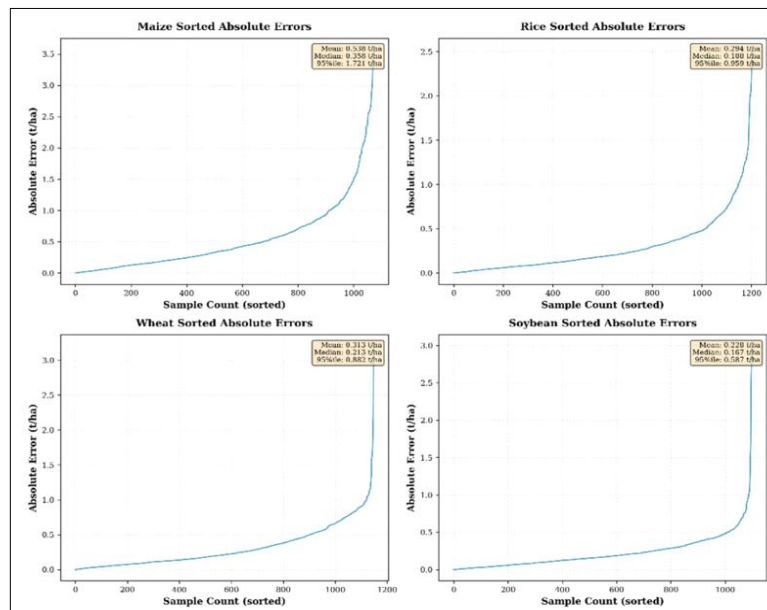 Maize Sorted Absolute Errors
Mean: 0.538 t/ha
Median: 0.358 t/ha
95%ile: 1.721 t/ha
3.5
3.0
2.5
2.0
1.5
1.0
0.5
0.0
Absolute Error (t/ha)
0 200 400 600 800 1000
Sample Count (sorted)
Rice Sorted Absolute Errors
Mean: 0.294 t/ha
Median: 0.188 t/ha
95%ile: 0.959 t/ha
2.5
2.0
1.5
1.0
0.5
0.0
Absolute Error (t/ha)
0 200 400 600 800 1000 1200
Sample Count (sorted)
Wheat Sorted Absolute Errors
Mean: 0.313 t/ha
Median: 0.213 t/ha
95%ile: 0.882 t/ha
3.0
2.5
2.0
1.5
1.0
0.5
0.0
Absolute Error (t/ha)
0 200 400 600 800 1000 1200
Sample Count (sorted)
Soybean Sorted Absolute Errors
Mean: 0.228 t/ha
Median: 0.167 t/ha
95%ile: 0.587 t/ha
3.0
2.5
2.0
1.5
1.0
0.5
0.0
Absolute Error (t/ha)
0 200 400 600 800 1000
Sample Count (sorted)